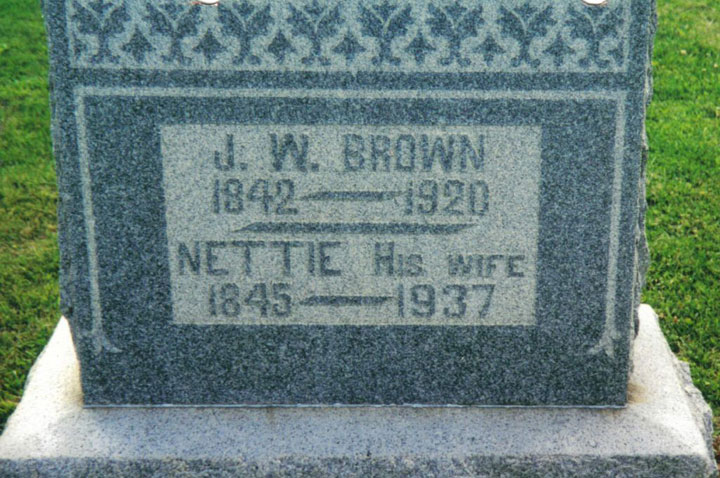 J. W. BROWN
1842 — 1920
NETTIE HIS WIFE
1845 — 1937